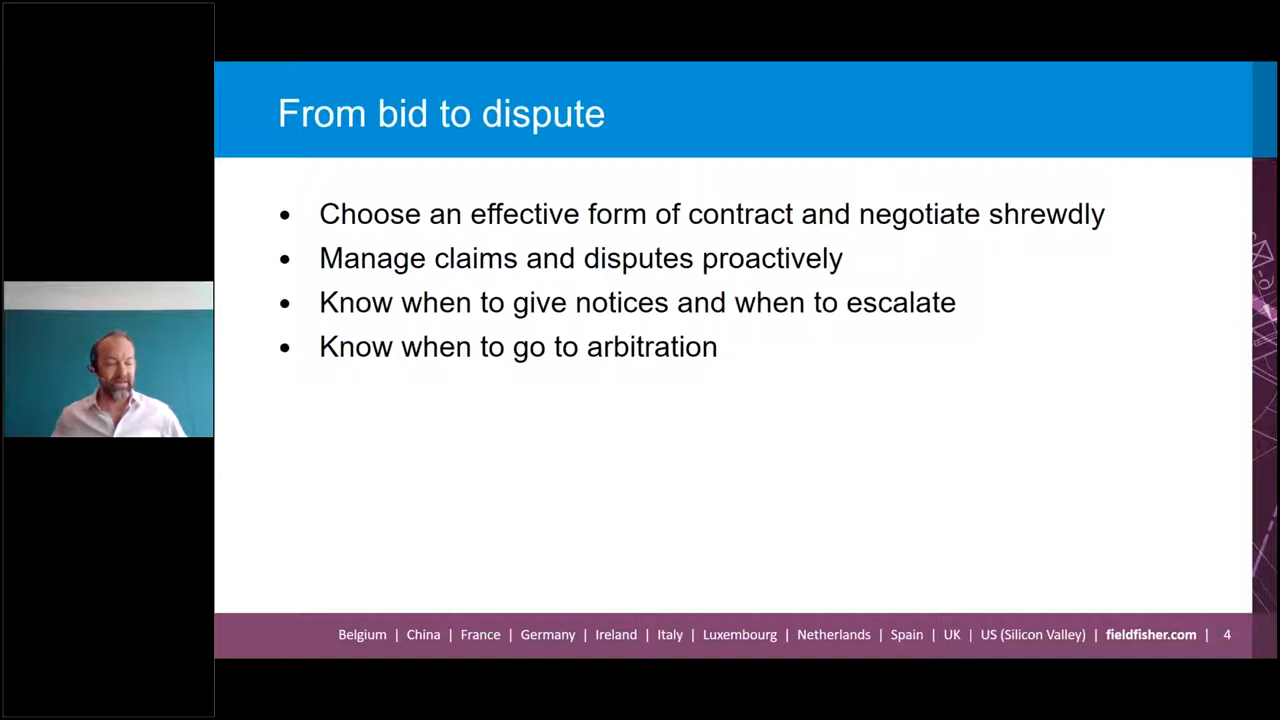 From bid to dispute
• Choose an effective form of contract and negotiate shrewdly
• Manage claims and disputes proactively
• Know when to give notices and when to escalate
• Know when to go to arbitration
Belgium | China | France | Germany | Ireland | Italy | Luxembourg | Netherlands | Spain | UK | US (Silicon Valley) | fieldfisher.com | 4